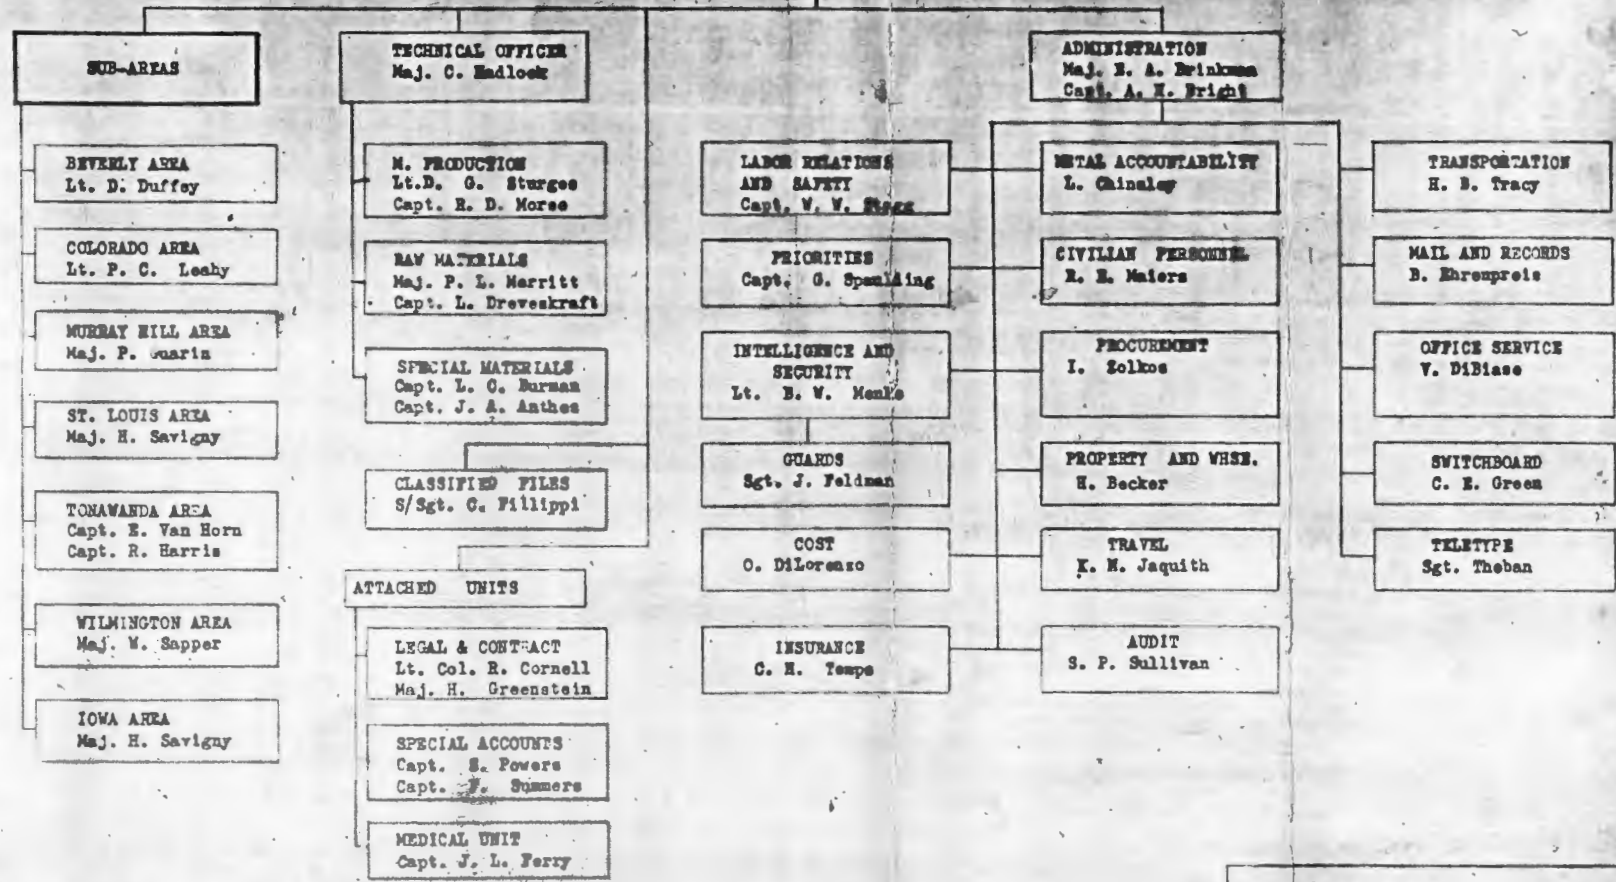 SUB-AREAS
BEVERLY AREA
Lt. D. Duffey
COLORADO AREA
Lt. P. C. Leahy
MURRAY HILL AREA
Maj. P. Guarin
ST. LOUIS AREA
Maj. H. Savigny
TONAWANDA AREA
Capt. E. Van Horn
Capt. R. Harris
WILMINGTON AREA
Maj. W. Sapper
IOWA AREA
Maj. H. Savigny
TECHNICAL OFFICER
Maj. C. Hadlock
M. PRODUCTION
Lt.D. G. Sturges
Capt. R. D. Morse
RAW MATERIALS
Maj. P. L. Merritt
Capt. L. Dreveskraft
SPECIAL MATERIALS
Capt. L. C. Burman
Capt. J. A. Anthes
CLASSIFIED FILES
S/Sgt. C. Fillippi
ATTACHED UNITS
LEGAL & CONTRACT
Lt. Col. R. Cornell
Maj. H. Greenstein
SPECIAL ACCOUNTS
Capt. S. Powers
Capt. F. Summers
MEDICAL UNIT
Capt. J. L. Ferry
ADMINISTRATION
Maj. E. A. Brinkman
Capt. A. H. Bright
LABOR RELATIONS
AND SAFETY
Capt. W. W. Stagg
PRIORITIES
Capt. G. Spaulding
INTELLIGENCE AND
SECURITY
Lt. B. W. Menke
GUARDS
Sgt. J. Feldman
COST
O. DiLorenzo
INSURANCE
C. H. Temps
METAL ACCOUNTABILITY
L. Chinaley
CIVILIAN PERSONNEL
R. E. Maiers
PROCUREMENT
I. Zolkos
PROPERTY AND WHSE.
H. Becker
TRAVEL
K. M. Jaquith
AUDIT
S. P. Sullivan
TRANSPORTATION
H. B. Tracy
MAIL AND RECORDS
B. Ehrenpreis
OFFICE SERVICE
V. DiBiase
SWITCHBOARD
C. E. Green
TELETYPE
Sgt. Theban